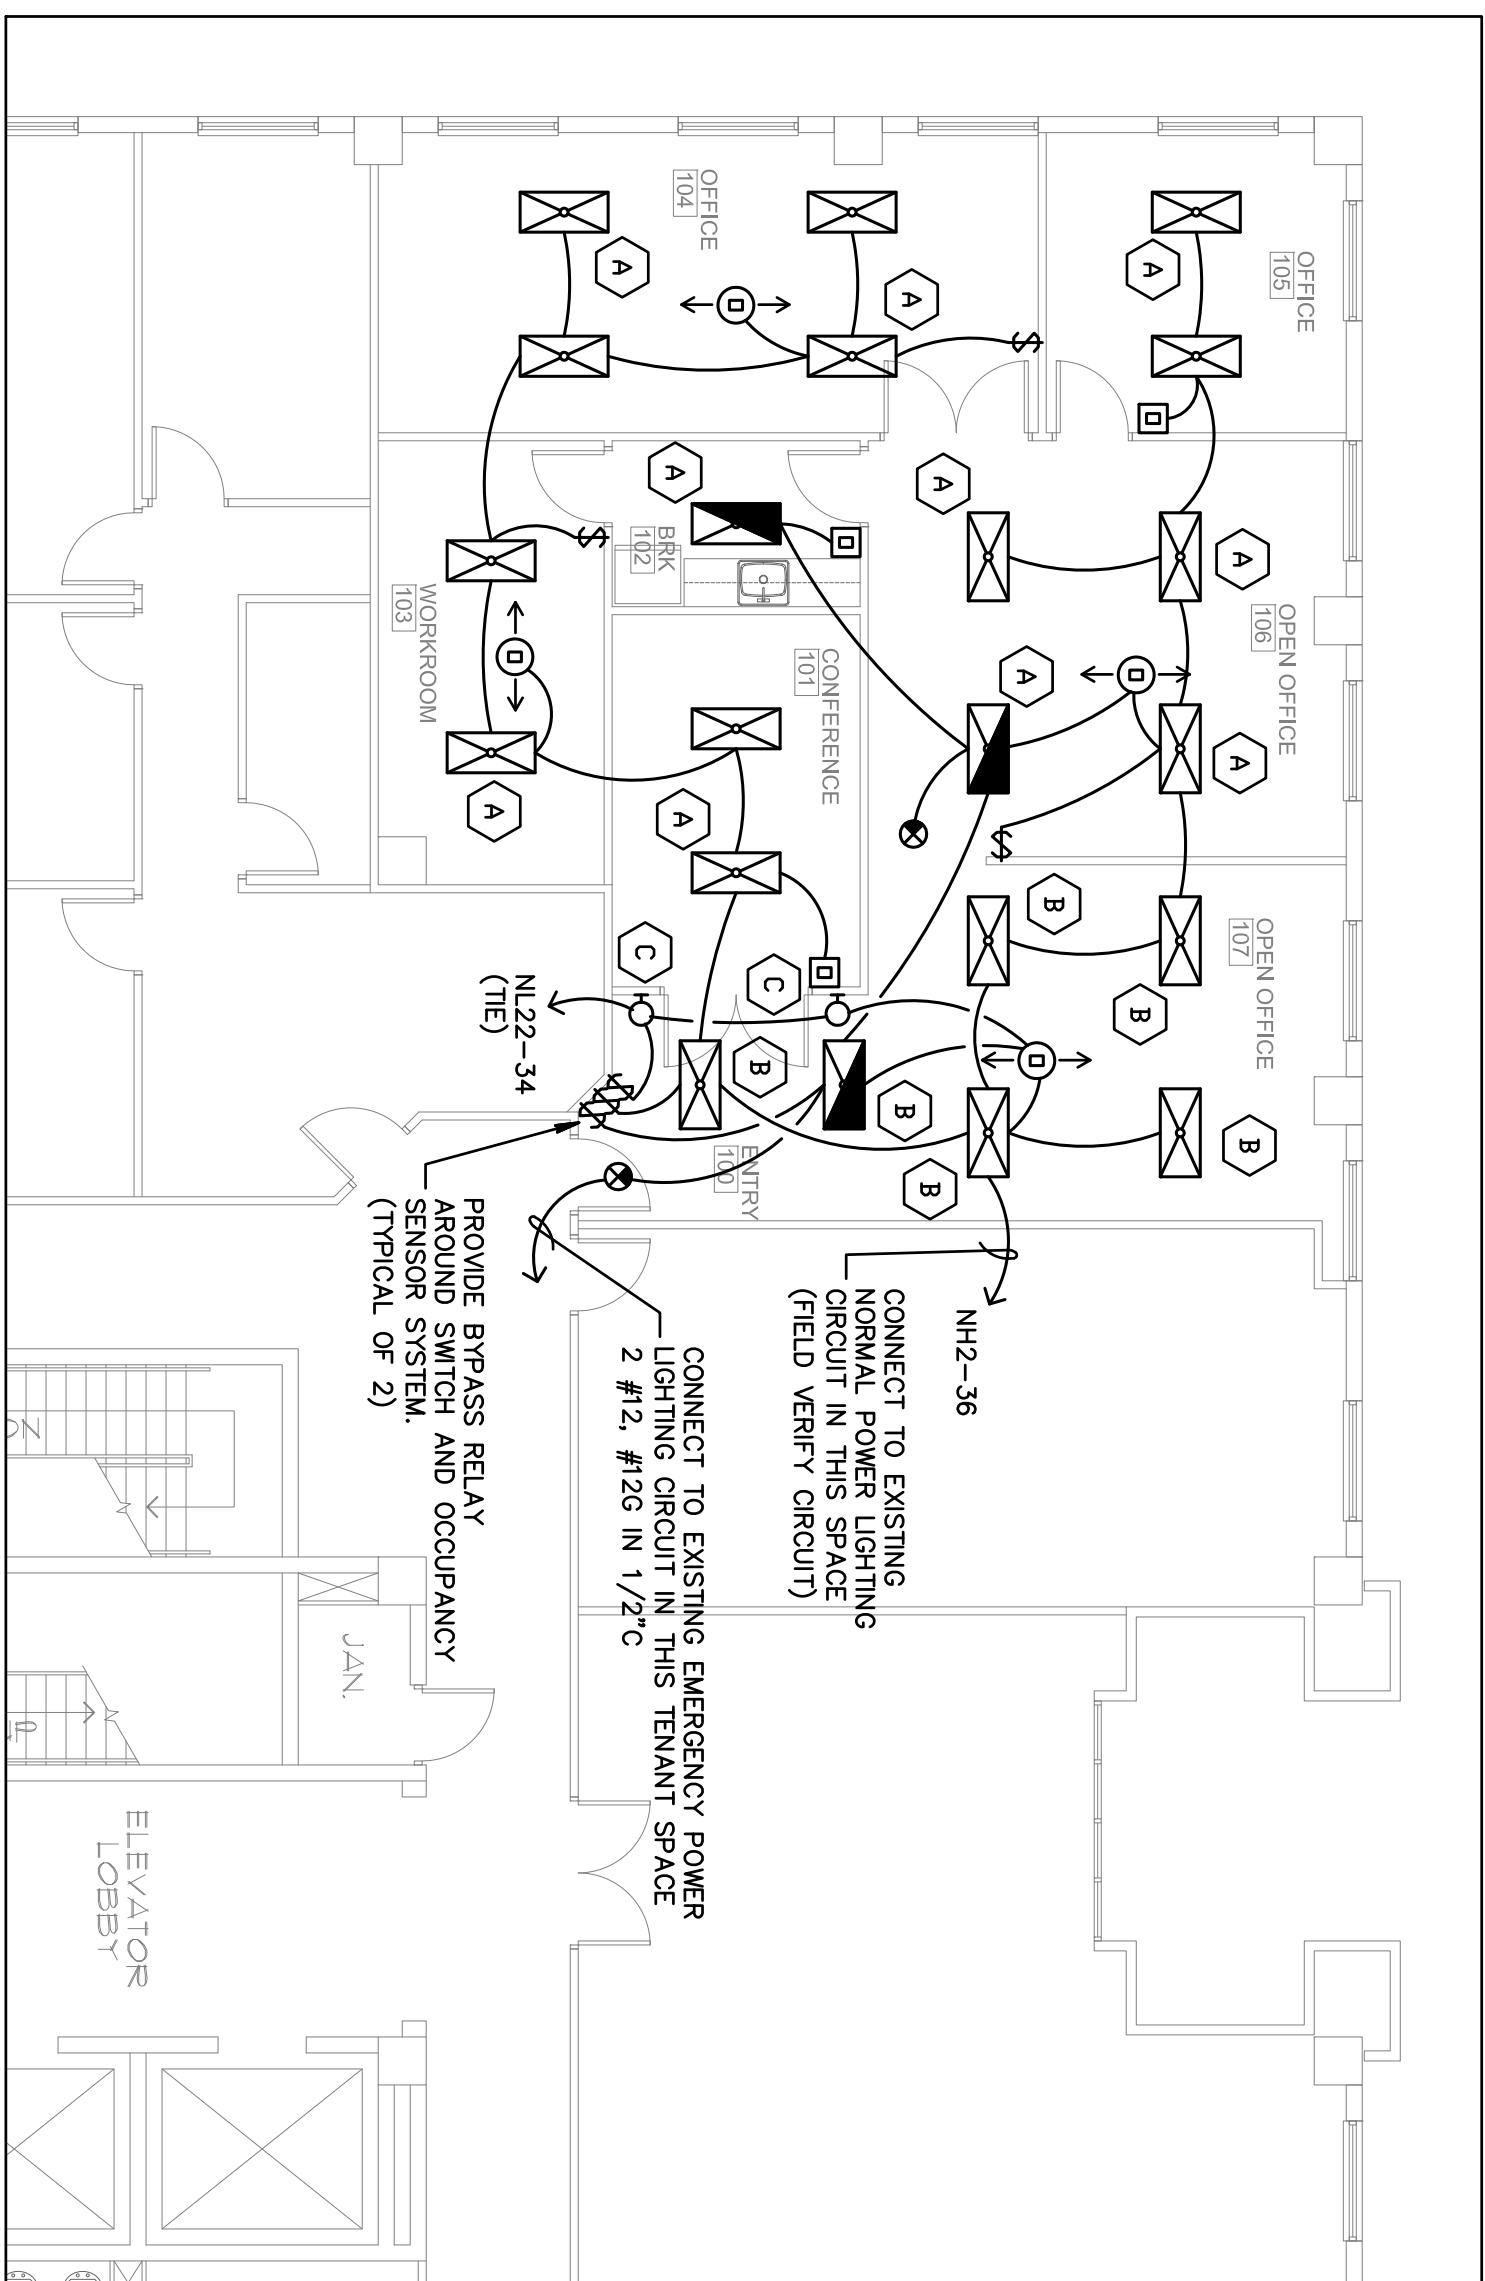 OFFICE
105
OPEN OFFICE
106
OPEN OFFICE
107
A
A
A
B
B
A
B
A
A
B
B
OFFICE
104
A
A
BRK
102
A
CONFERENCE
101
A
C
C
B
ENTRY
100
WORKROOM
103
A
NL22-34
(TIE)
NH2-36
CONNECT TO EXISTING
NORMAL POWER LIGHTING
CIRCUIT IN THIS SPACE
(FIELD VERIFY CIRCUIT)
CONNECT TO EXISTING EMERGENCY POWER
LIGHTING CIRCUIT IN THIS TENANT SPACE
2 #12, #12G IN 1/2"C
PROVIDE BYPASS RELAY
AROUND SWITCH AND OCCUPANCY
SENSOR SYSTEM.
(TYPICAL OF 2)
JAN.
ELEVATOR
LOBBY